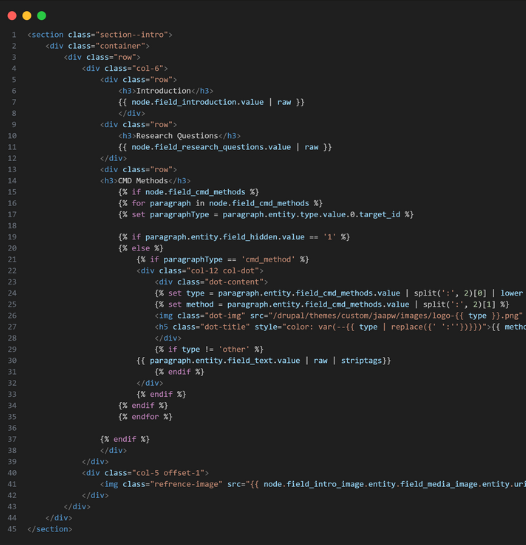 1 <section class="section--intro">
2 <div class="container">
3 <div class="row">
4 <div class="col-6">
5 <div class="row">
6 <h3>Introduction</h3>
7 {{ node.field_introduction.value | raw }}
8 </div>
9 <div class="row">
10 <h3>Research Questions</h3>
11 {{ node.field_research_questions.value | raw }}
12 </div>
13 <div class="row">
14 <h3>CMD Methods</h3>
15 {% if node.field_cmd_methods %}
16 {% for paragraph in node.field_cmd_methods %}
17 {% set paragraphType = paragraph.entity.type.value.0.target_id %}
18
19 {% if paragraph.entity.field_hidden.value == '1' %}
20 {% else %}
21 {% if paragraphType == 'cmd_method' %}
22 <div class="col-12 col-dot">
23 <div class="dot-content">
24 {% set type = paragraph.entity.field_cmd_methods.value | split(':', 2)[0] | lower
25 {% set method = paragraph.entity.field_cmd_methods.value | split(':', 2)[1] %}
26 <img class="dot-img" src="/drupal/themes/custom/jaapw/images/logo-{{ type }}.png"
27 <h5 class="dot-title" style="color: var(--{{ type | replace({' ':''})}})">{{ metho
28 </div>
29 {% if type != 'other' %}
30 {{ paragraph.entity.field_text.value | raw | striptags}}
31 {% endif %}
32 </div>
33 {% endif %}
34 {% endif %}
35 {% endfor %}
36
37 {% endif %}
38 </div>
39 </div>
40 <div class="col-5 offset-1">
41 <img class="refrence-image" src="{{ node.field_intro_image.entity.field_media_image.entity.uri
42 </div>
43 </div>
44 </div>
45 </section>